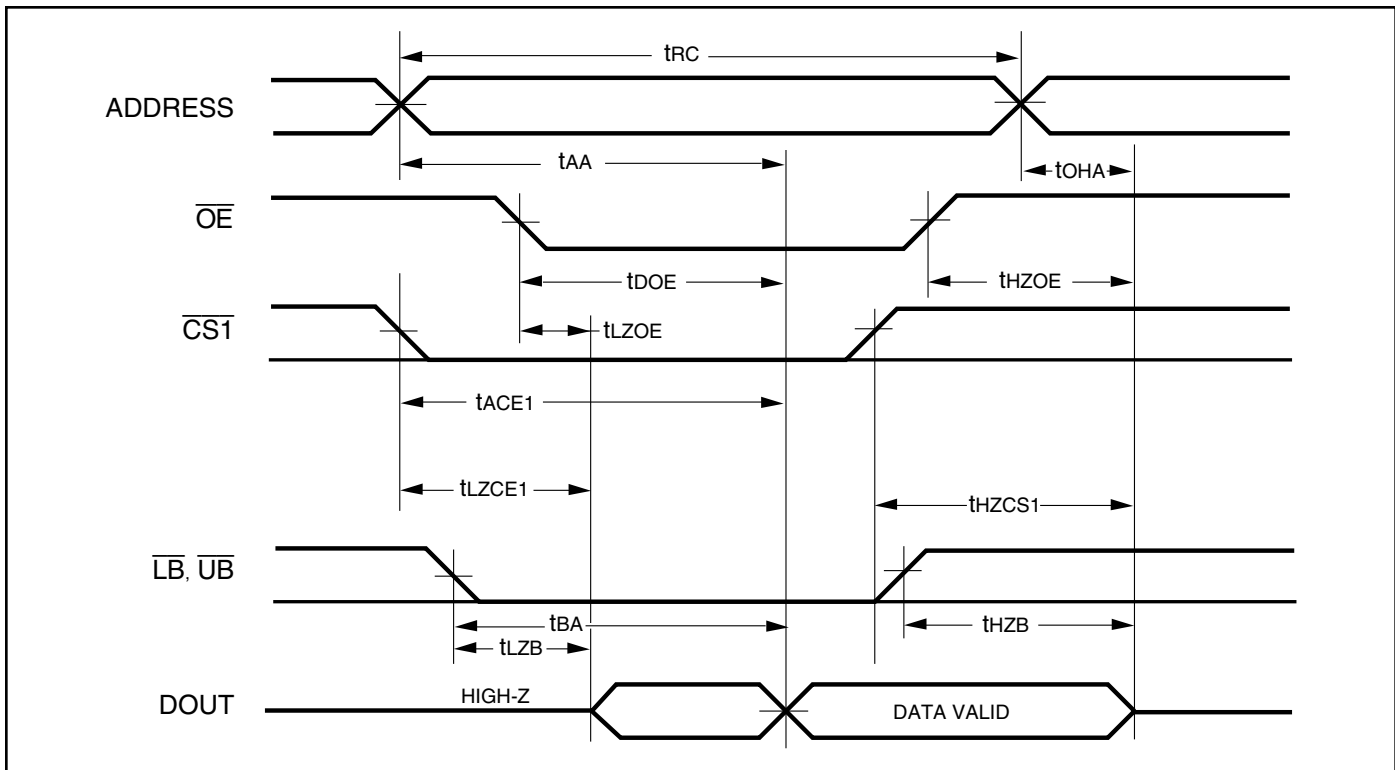 tRC
ADDRESS
tAA
tOHA
OE
tDOE
tHZOE
CS1
tLZOE
tACE1
tLZCE1
tHZCS1
LB, UB
tBA
tHZB
tLZB
DOUT
HIGH-Z
DATA VALID